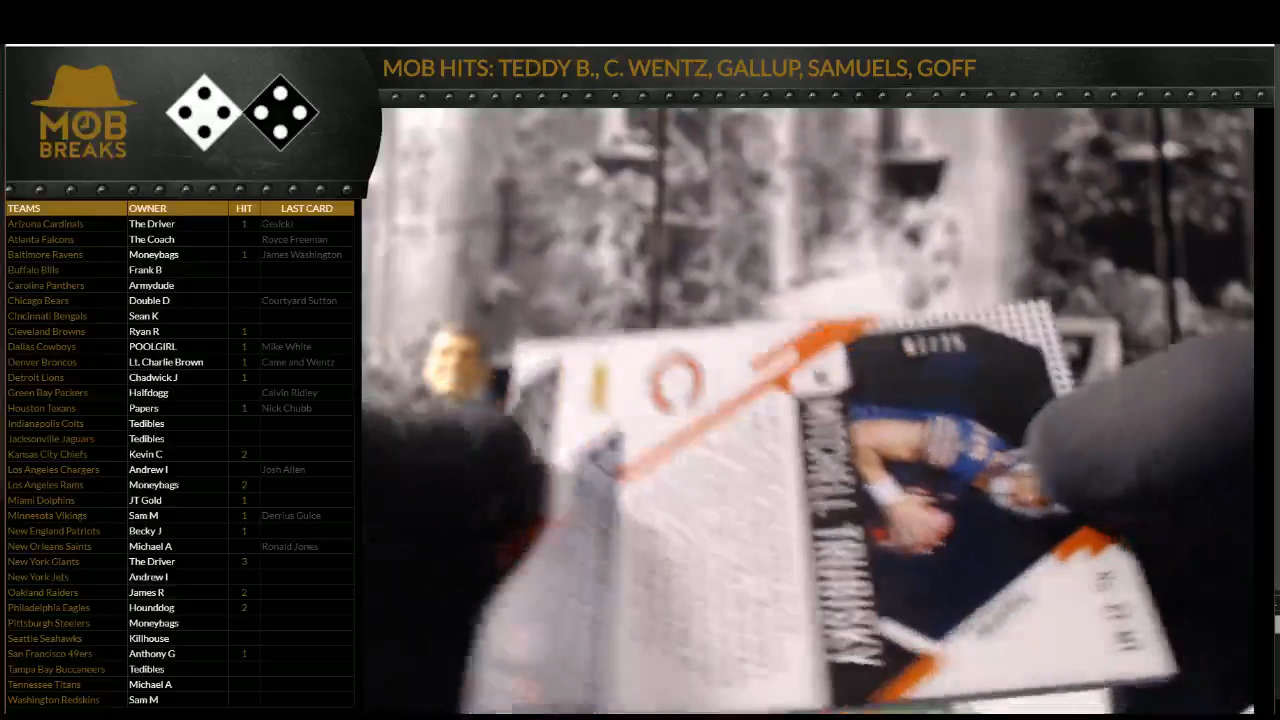 MOB HITS: TEDDY B., C. WENTZ, GALLUP, SAMUELS, GOFF
MOB
BREAKS
TEAMS OWNER HIT LAST CARD
Arizona Cardinals The Driver 1 Gesicki
Atlanta Falcons The Coach Royce Freeman
Baltimore Ravens Moneybags 1 James Washington
Buffalo Bills Frank B
Carolina Panthers Armydude
Chicago Bears Double D Courtyard Sutton
Cincinnati Bengals Sean K
Cleveland Browns Ryan R 1
Dallas Cowboys POOLGIRL 1 Mike White
Denver Broncos Lt. Charlie Brown 1 Came and Wentz
Detroit Lions Chadwick J 1
Green Bay Packers Halfdogg Calvin Ridley
Houston Texans Papers 1 Nick Chubb
Indianapolis Colts Tedibles
Jacksonville Jaguars Tedibles
Kansas City Chiefs Kevin C 2
Los Angeles Chargers Andrew I Josh Allen
Los Angeles Rams Moneybags 2
Miami Dolphins JT Gold 1
Minnesota Vikings Sam M 1 Derrius Guice
New England Patriots Becky J 1
New Orleans Saints Michael A Ronald Jones
New York Giants The Driver 3
New York Jets Andrew I
Oakland Raiders James R 2
Philadelphia Eagles Hounddog 2
Pittsburgh Steelers Moneybags
Seattle Seahawks Killhouse
San Francisco 49ers Anthony G 1
Tampa Bay Buccaneers Tedibles
Tennessee Titans Michael A
Washington Redskins Sam M